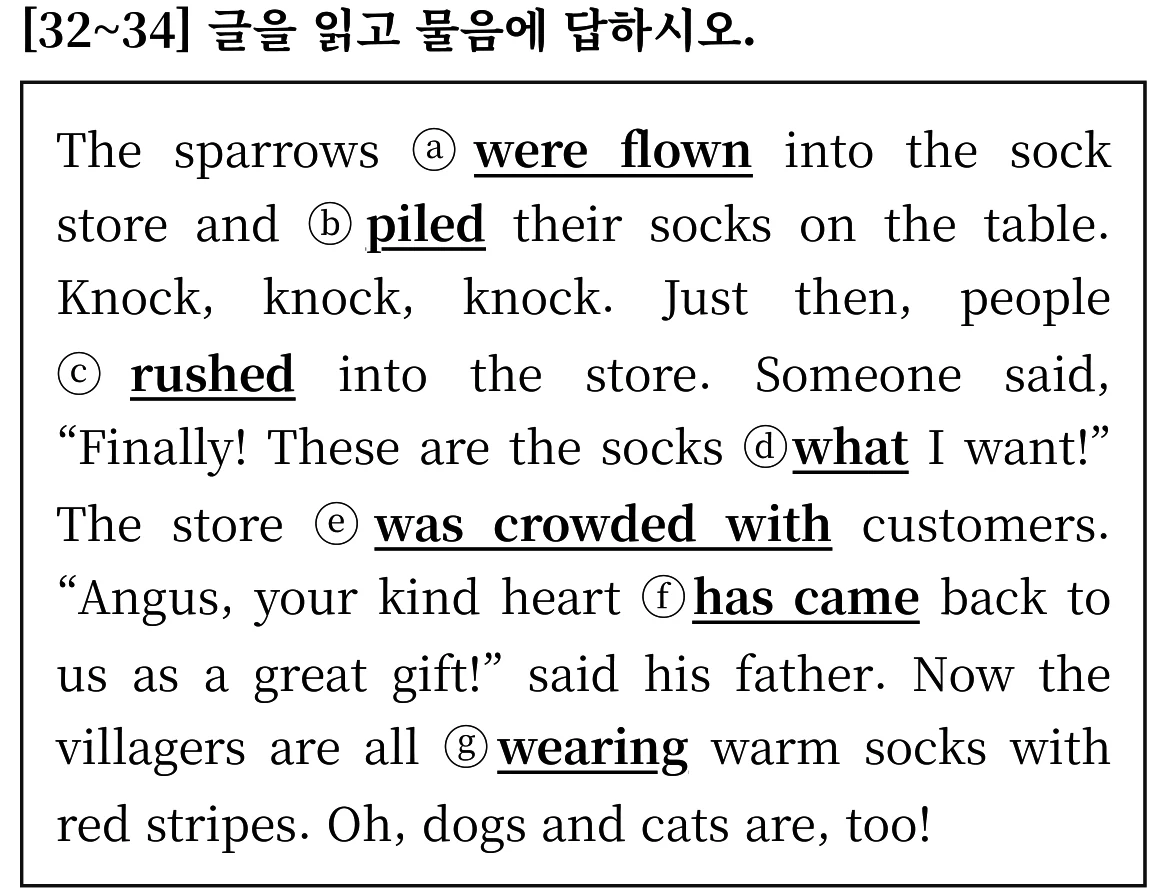 [32~34] 글을 읽고 물음에 답하시오.
The sparrows ⓐ were flown into the sock
store and ⓑ piled their socks on the table.
Knock, knock, knock. Just then, people
ⓒ rushed into the store. Someone said,
“Finally! These are the socks ⓓwhat I want!”
The store ⓔ was crowded with customers.
“Angus, your kind heart ⓕhas came back to
us as a great gift!” said his father. Now the
villagers are all ⓖwearing warm socks with
red stripes. Oh, dogs and cats are, too!